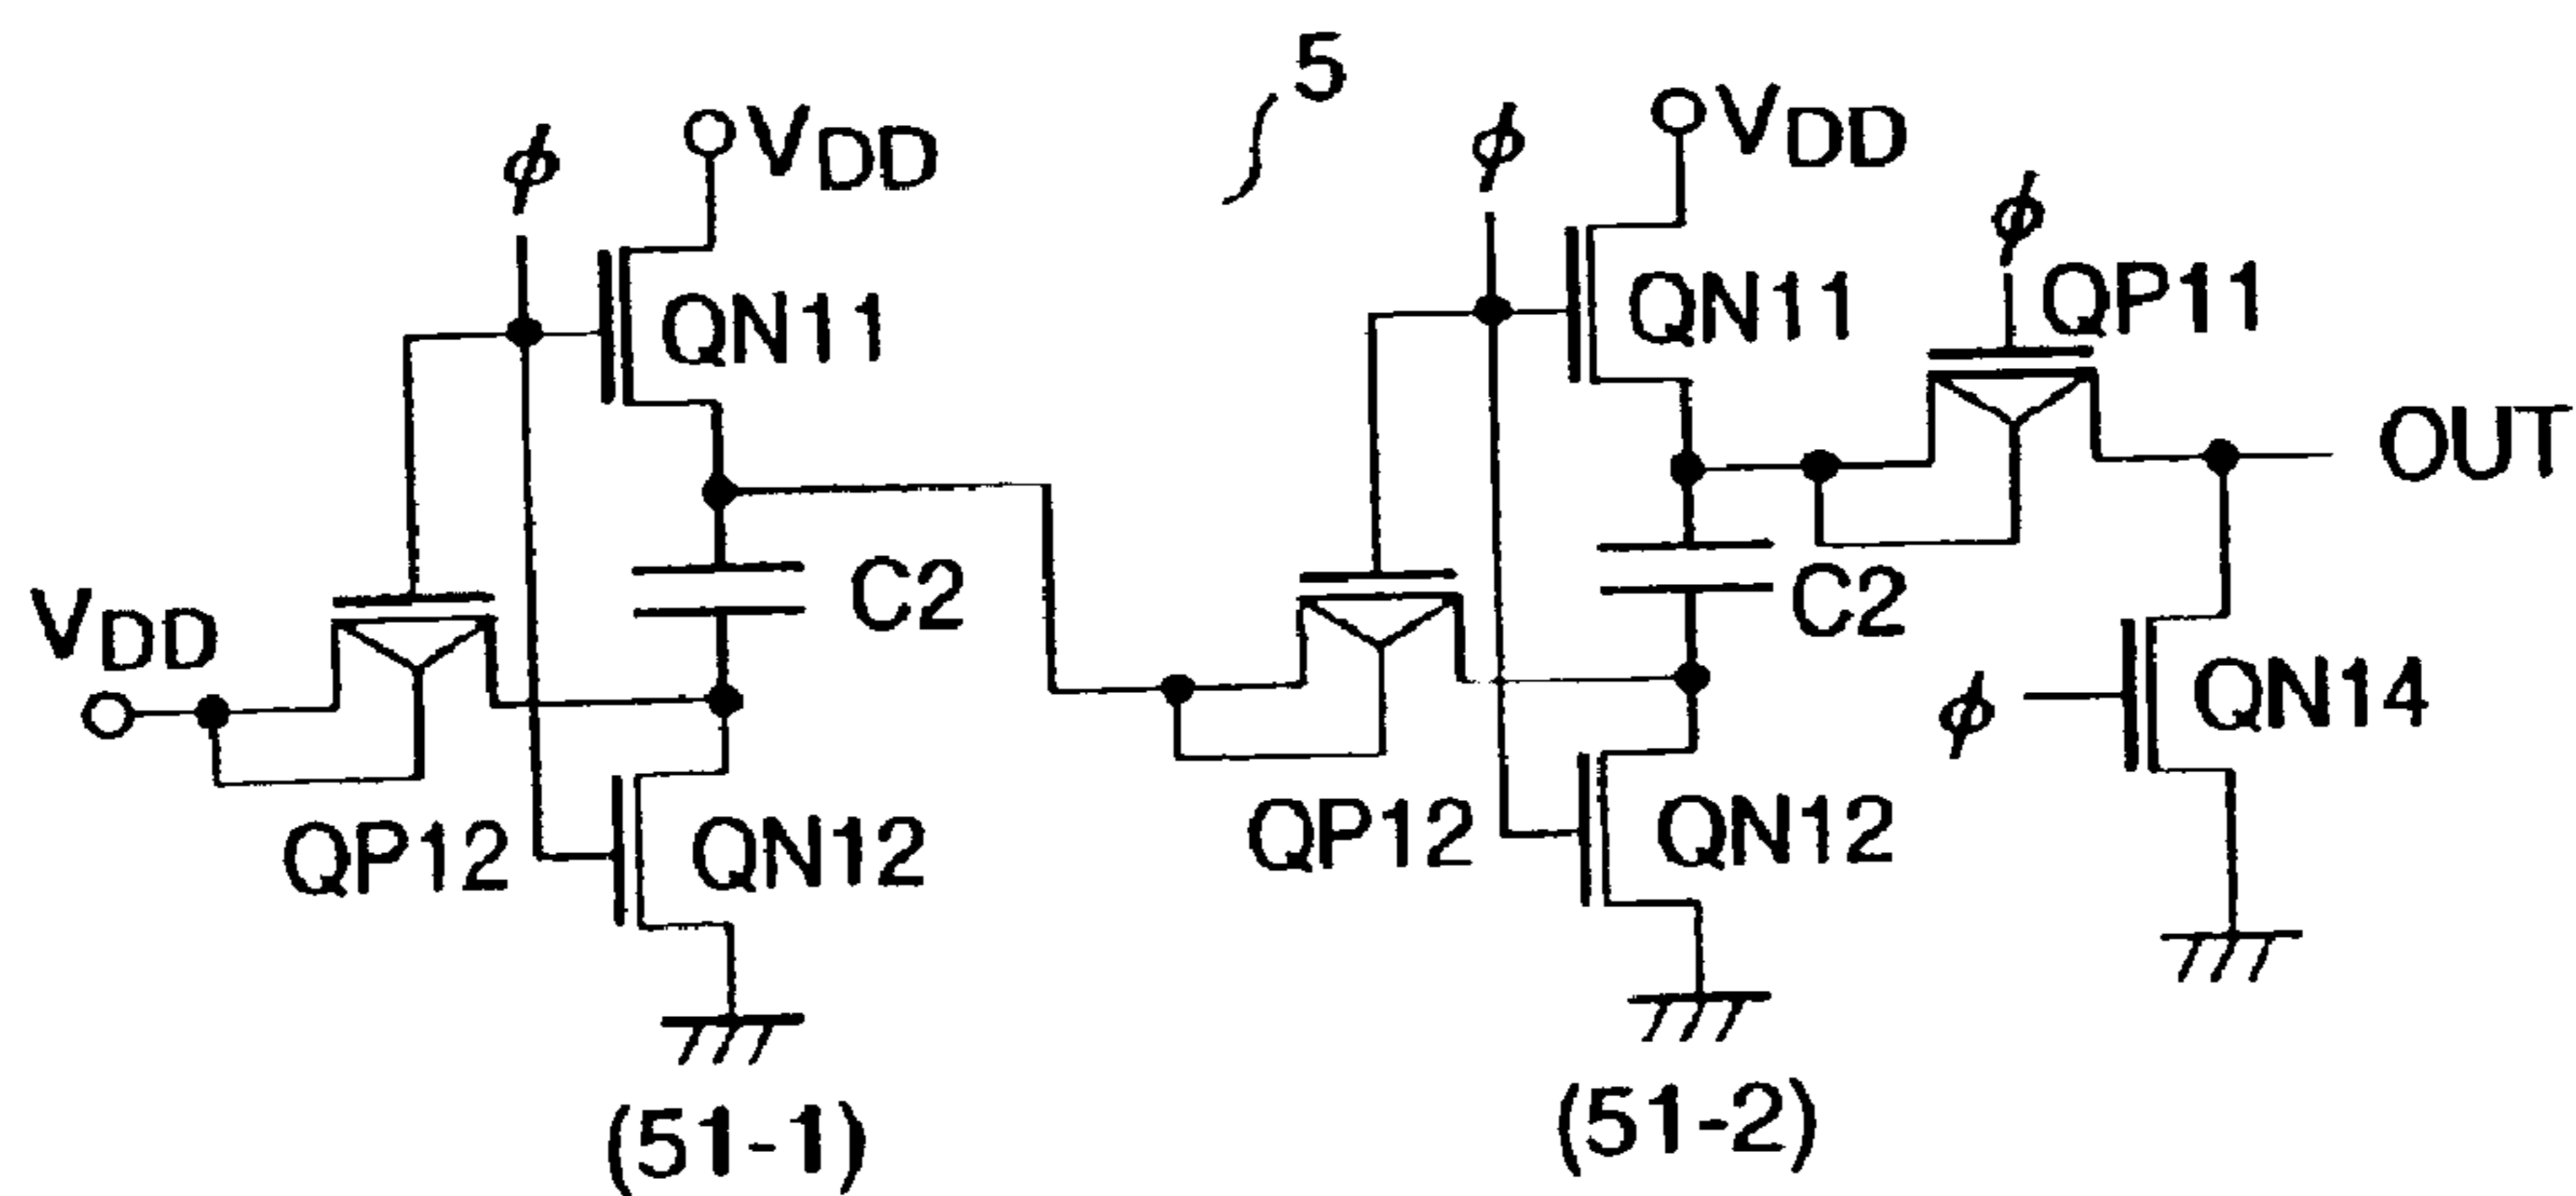 5
ϕ
VDD
ϕ
VDD
ϕ
QN11
QN11
QP11
OUT
C2
C2
VDD
QN14
ϕ
QP12
QN12
QP12
QN12
(51-1)
(51-2)